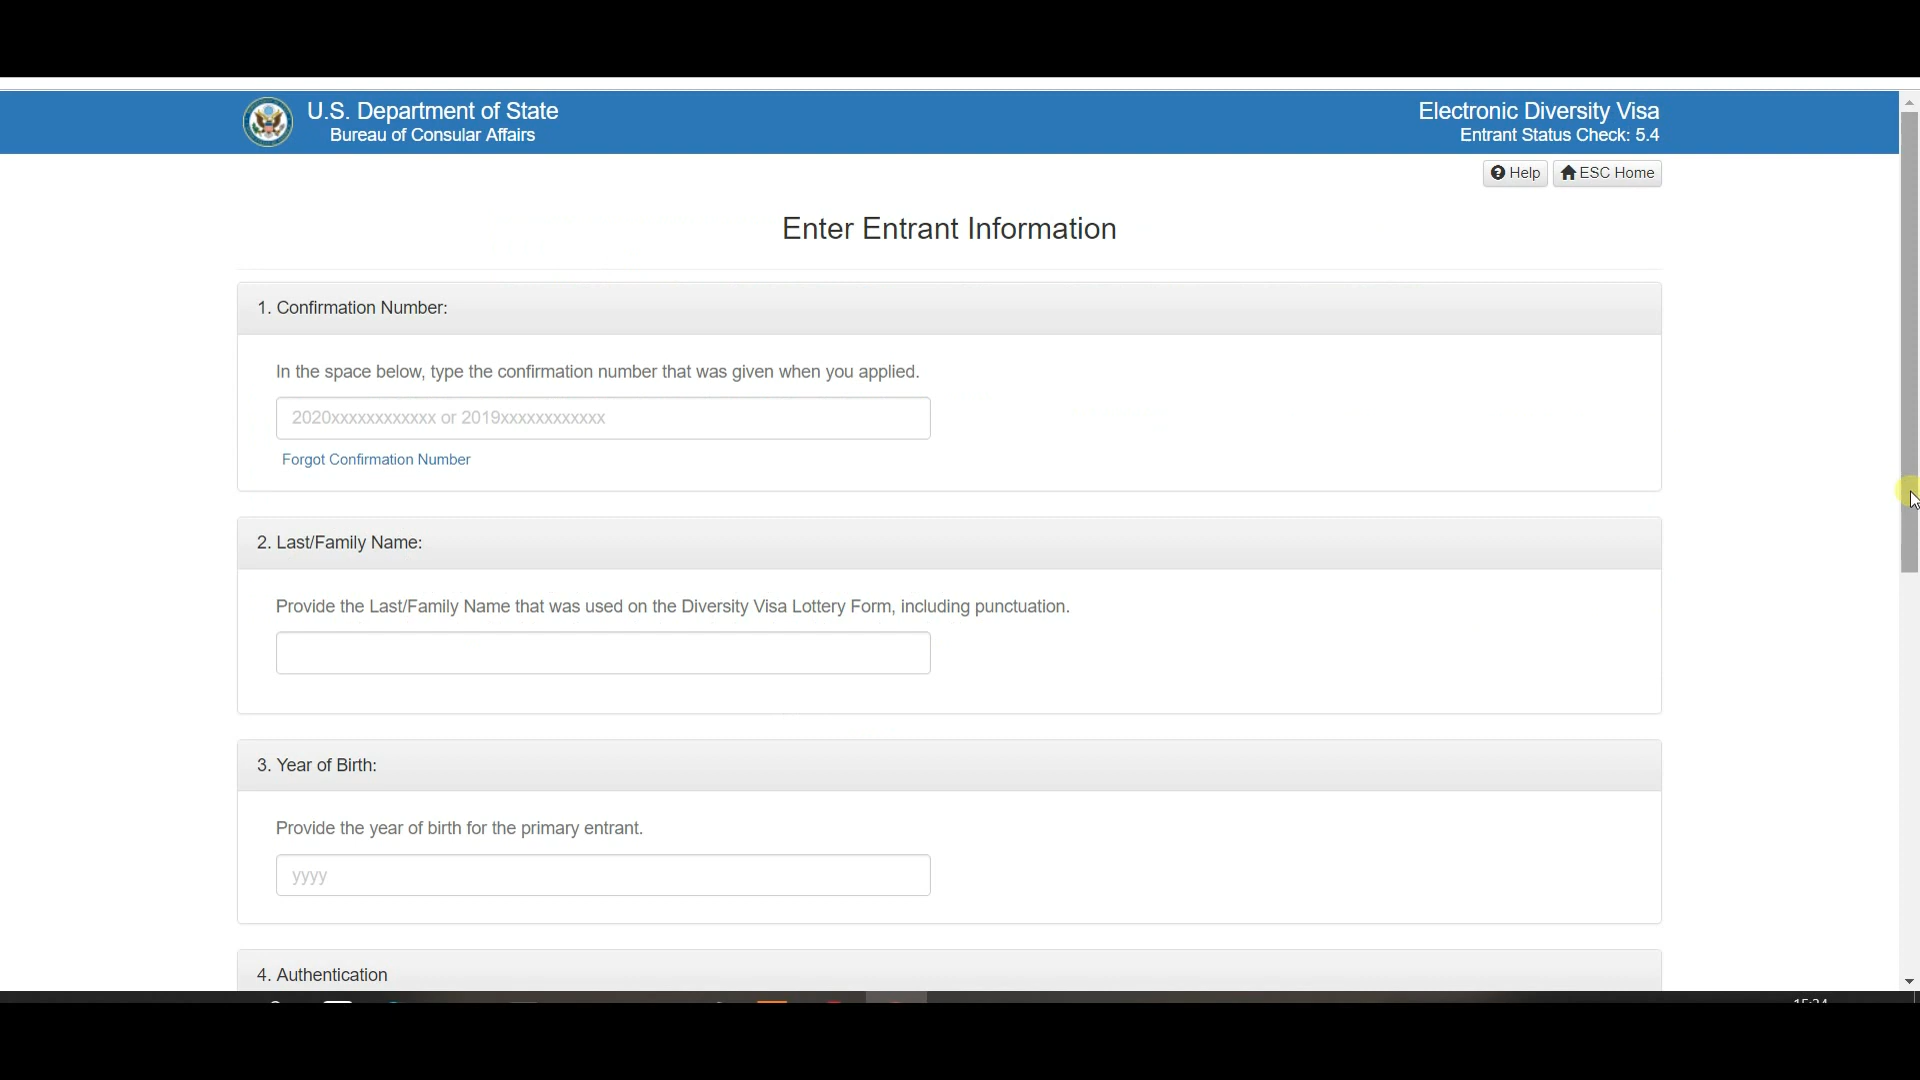 U.S. Department of State
Bureau of Consular Affairs
Electronic Diversity Visa
Entrant Status Check: 5.4
Help
ESC Home
Enter Entrant Information
1. Confirmation Number:
In the space below, type the confirmation number that was given when you applied.
2020xxxxxxxxxxxx or 2019xxxxxxxxxxxx
Forgot Confirmation Number
2. Last/Family Name:
Provide the Last/Family Name that was used on the Diversity Visa Lottery Form, including punctuation.
3. Year of Birth:
Provide the year of birth for the primary entrant.
yyyy
4. Authentication